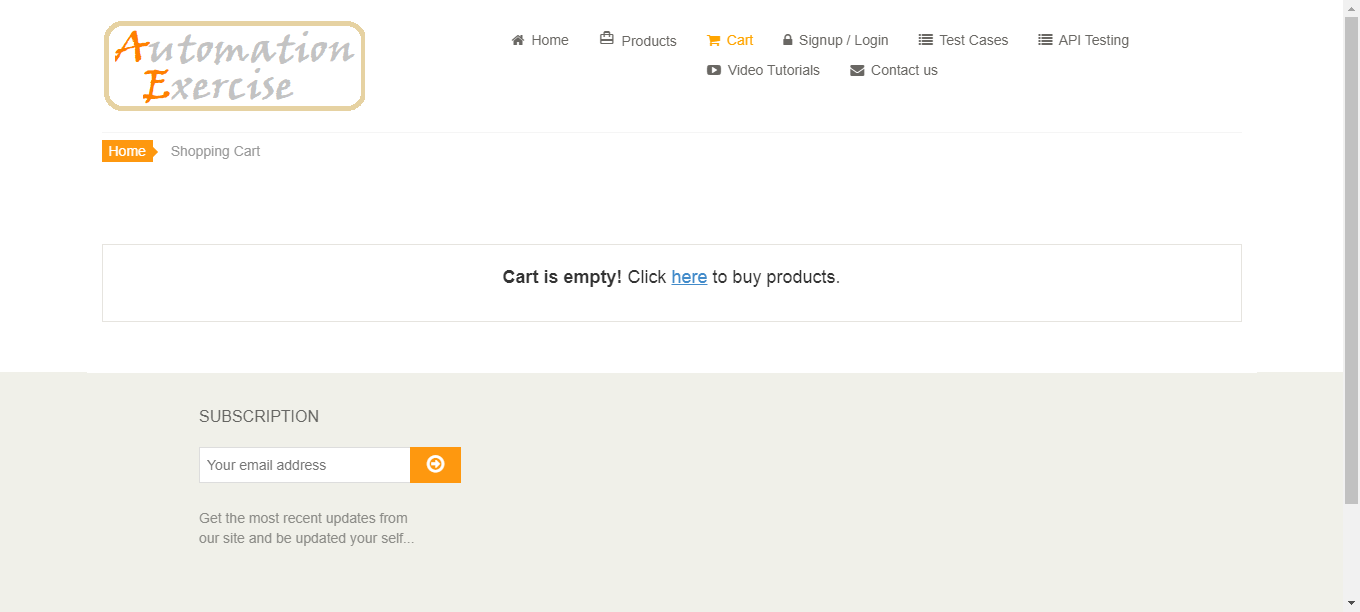 Automation
Exercise
Home Products Cart Signup / Login Test Cases API Testing
Video Tutorials Contact us
Home Shopping Cart
Cart is empty! Click here to buy products.
SUBSCRIPTION
Your email address
Get the most recent updates from
our site and be updated your self...